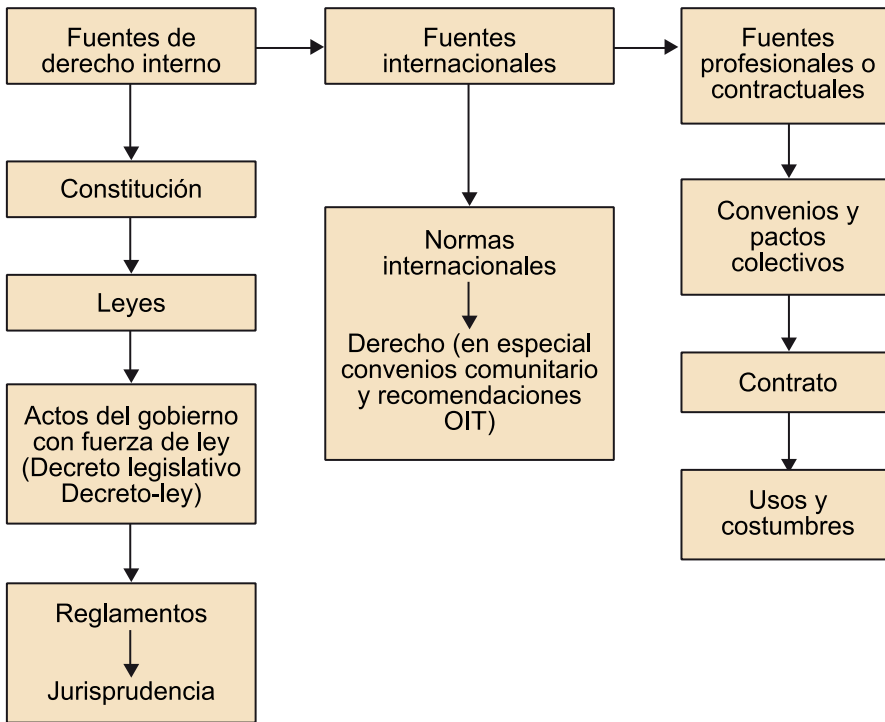 Fuentes de
derecho interno
Constitución
Leyes
Actos del gobierno
con fuerza de ley
(Decreto legislativo
Decreto-ley)
Reglamentos
Jurisprudencia
Fuentes
internacionales
Normas
internacionales
Derecho (en especial
convenios comunitario
y recomendaciones
OIT)
Fuentes
profesionales o
contractuales
Convenios y
pactos
colectivos
Contrato
Usos y
costumbres